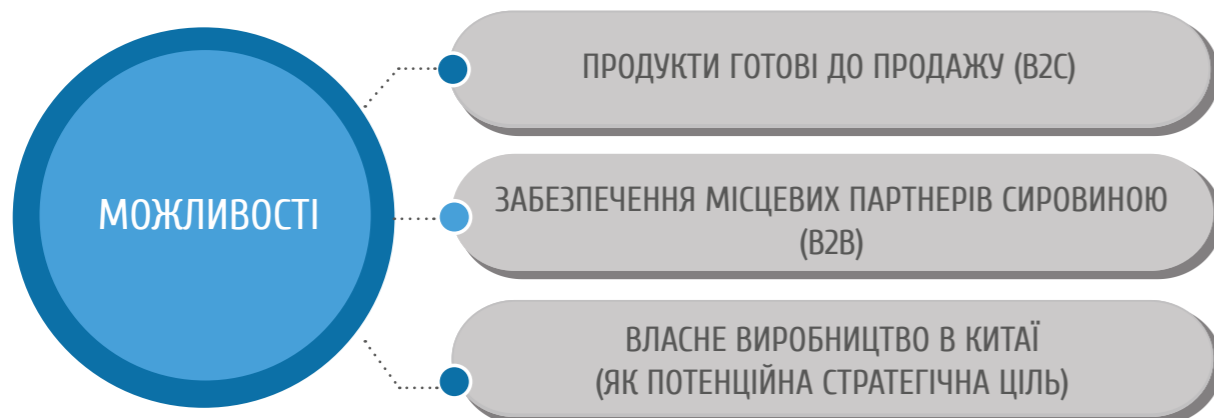 МОЖЛИВОСТІ
ПРОДУКТИ ГОТОВІ ДО ПРОДАЖУ (B2C)
ЗАБЕЗПЕЧЕННЯ МІСЦЕВИХ ПАРТНЕРІВ СИРОВИНОЮ
(B2B)
ВЛАСНЕ ВИРОБНИЦТВО В КИТАЇ
(ЯК ПОТЕНЦІЙНА СТРАТЕГІЧНА ЦІЛЬ)